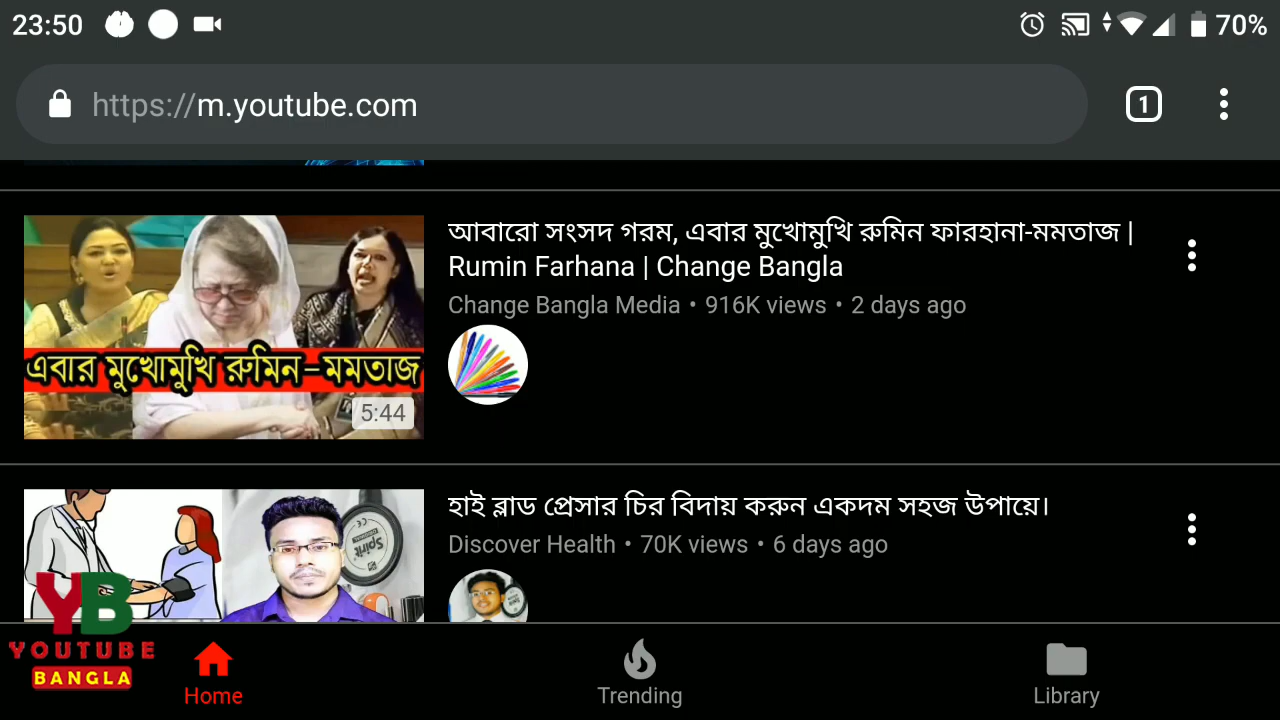 23:50
70%
https://m.youtube.com
1
আবারো সংসদ গরম, এবার মুখোমুখি রুমিন ফারহানা-মমতাজ |
Rumin Farhana | Change Bangla
Change Bangla Media • 916K views • 2 days ago
এবার মুখোমুখি রুমিন-মমতাজ
5:44
হাই ব্লাড প্রেসার চির বিদায় করুন একদম সহজ উপায়ে।
Discover Health • 70K views • 6 days ago
Spirit
YB
YOUTUBE
BANGLA
Home
Trending
Library